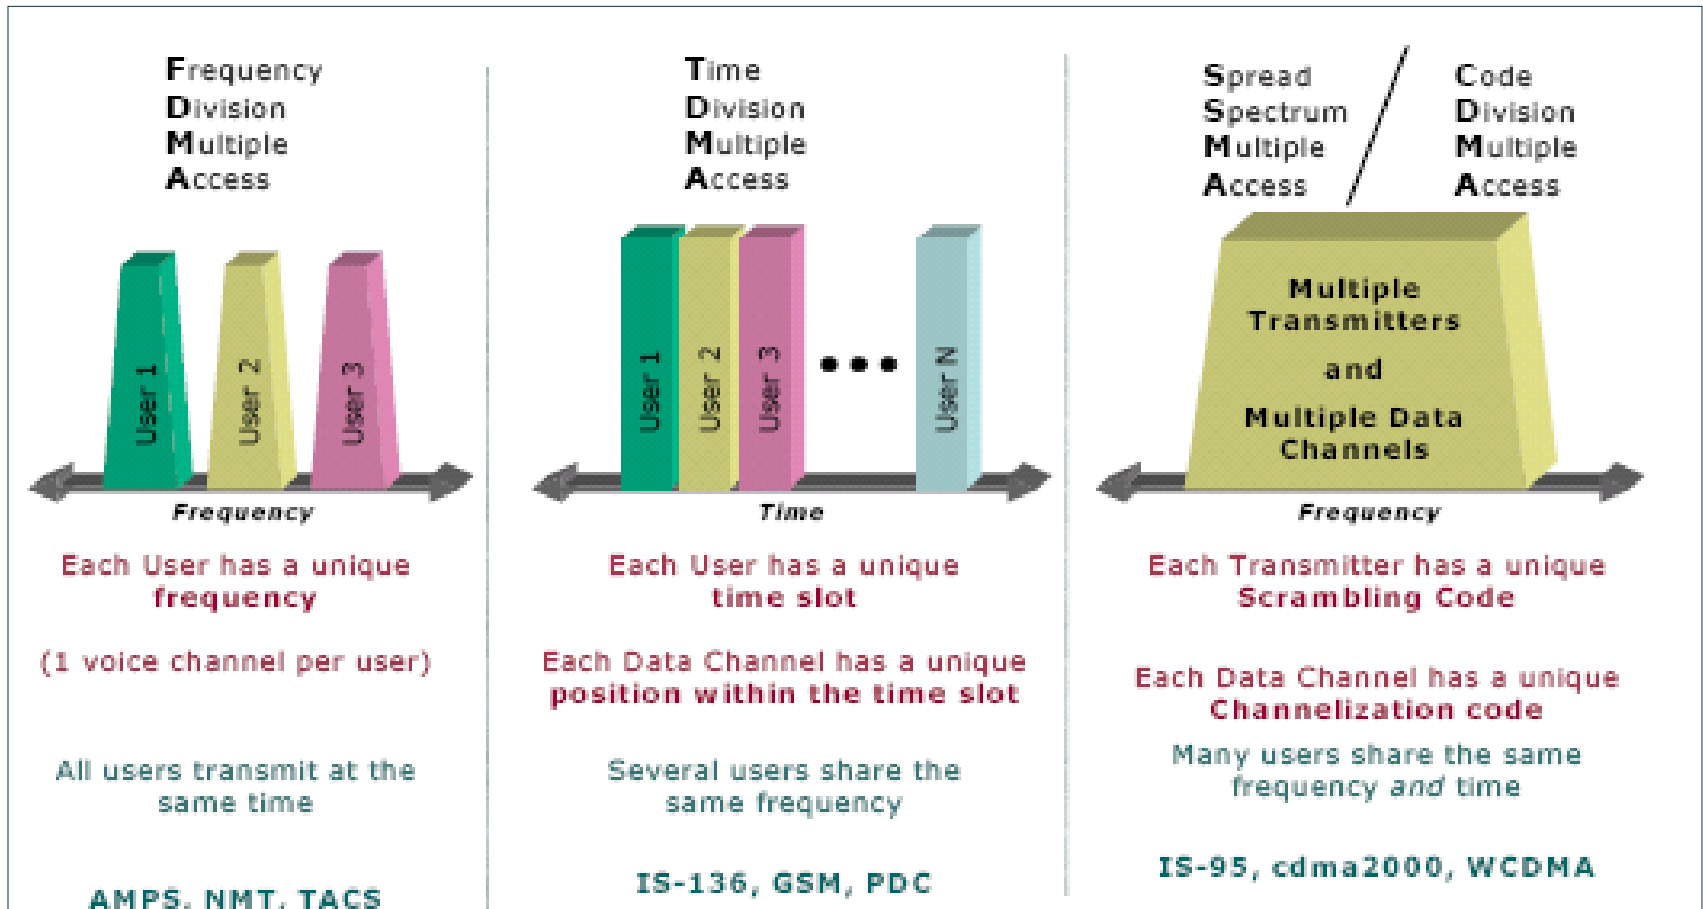 Frequency
Division
Multiple
Access
User 1
User 2
User 3
Frequency
Each User has a unique
frequency
(1 voice channel per user)
All users transmit at the
same time
AMPS, NMT, TACS
Time
Division
Multiple
Access
User 1
User 2
User 3
User N
Time
Each User has a unique
time slot
Each Data Channel has a unique
position within the time slot
Several users share the
same frequency
IS-136, GSM, PDC
Spread
Spectrum
Multiple
Access
/
Code
Division
Multiple
Access
Multiple
Transmitters
and
Multiple Data
Channels
Frequency
Each Transmitter has a unique
Scrambling Code
Each Data Channel has a unique
Channelization code
Many users share the same
frequency and time
IS-95, cdma2000, WCDMA